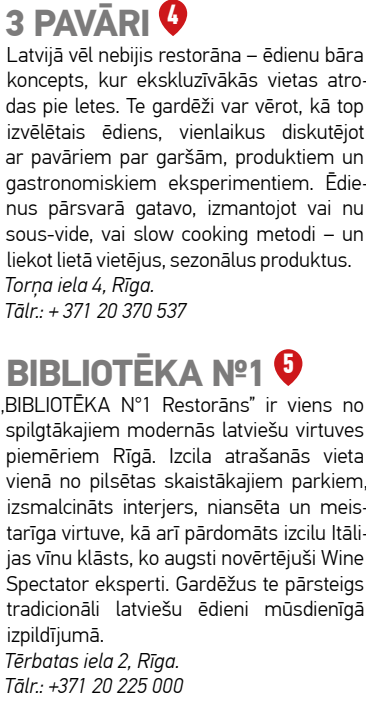 3 PAVĀRI 4
Latvijā vēl nebijis restorāna – ēdienu bāra
koncepts, kur ekskluzīvākās vietas atro-
das pie letes. Te gardēži var vērot, kā top
izvēlētais ēdiens, vienlaikus diskutējot
ar pavāriem par garšām, produktiem un
gastronomiskiem eksperimentiem. Ēdie-
nus pārsvarā gatavo, izmantojot vai nu
sous-vide, vai slow cooking metodi – un
liekot lietā vietējus, sezonālus produktus.
Torņa iela 4, Rīga.
Tālr.: + 371 20 370 537
BIBLIOTĒKA №1 5
„BIBLIOTĒKA N°1 Restorāns” ir viens no
spilgtākajiem modernās latviešu virtuves
piemēriem Rīgā. Izcila atrašanās vieta
vienā no pilsētas skaistākajiem parkiem,
izsmalcināts interjers, niansēta un meis-
tarīga virtuve, kā arī pārdomāts izcilu Itāli-
jas vīnu klāsts, ko augsti novērtējuši Wine
Spectator eksperti. Gardēžus te pārsteigs
tradicionāli latviešu ēdieni mūsdienīgā
izpildījumā.
Tērbatas iela 2, Rīga.
Tālr.: +371 20 225 000